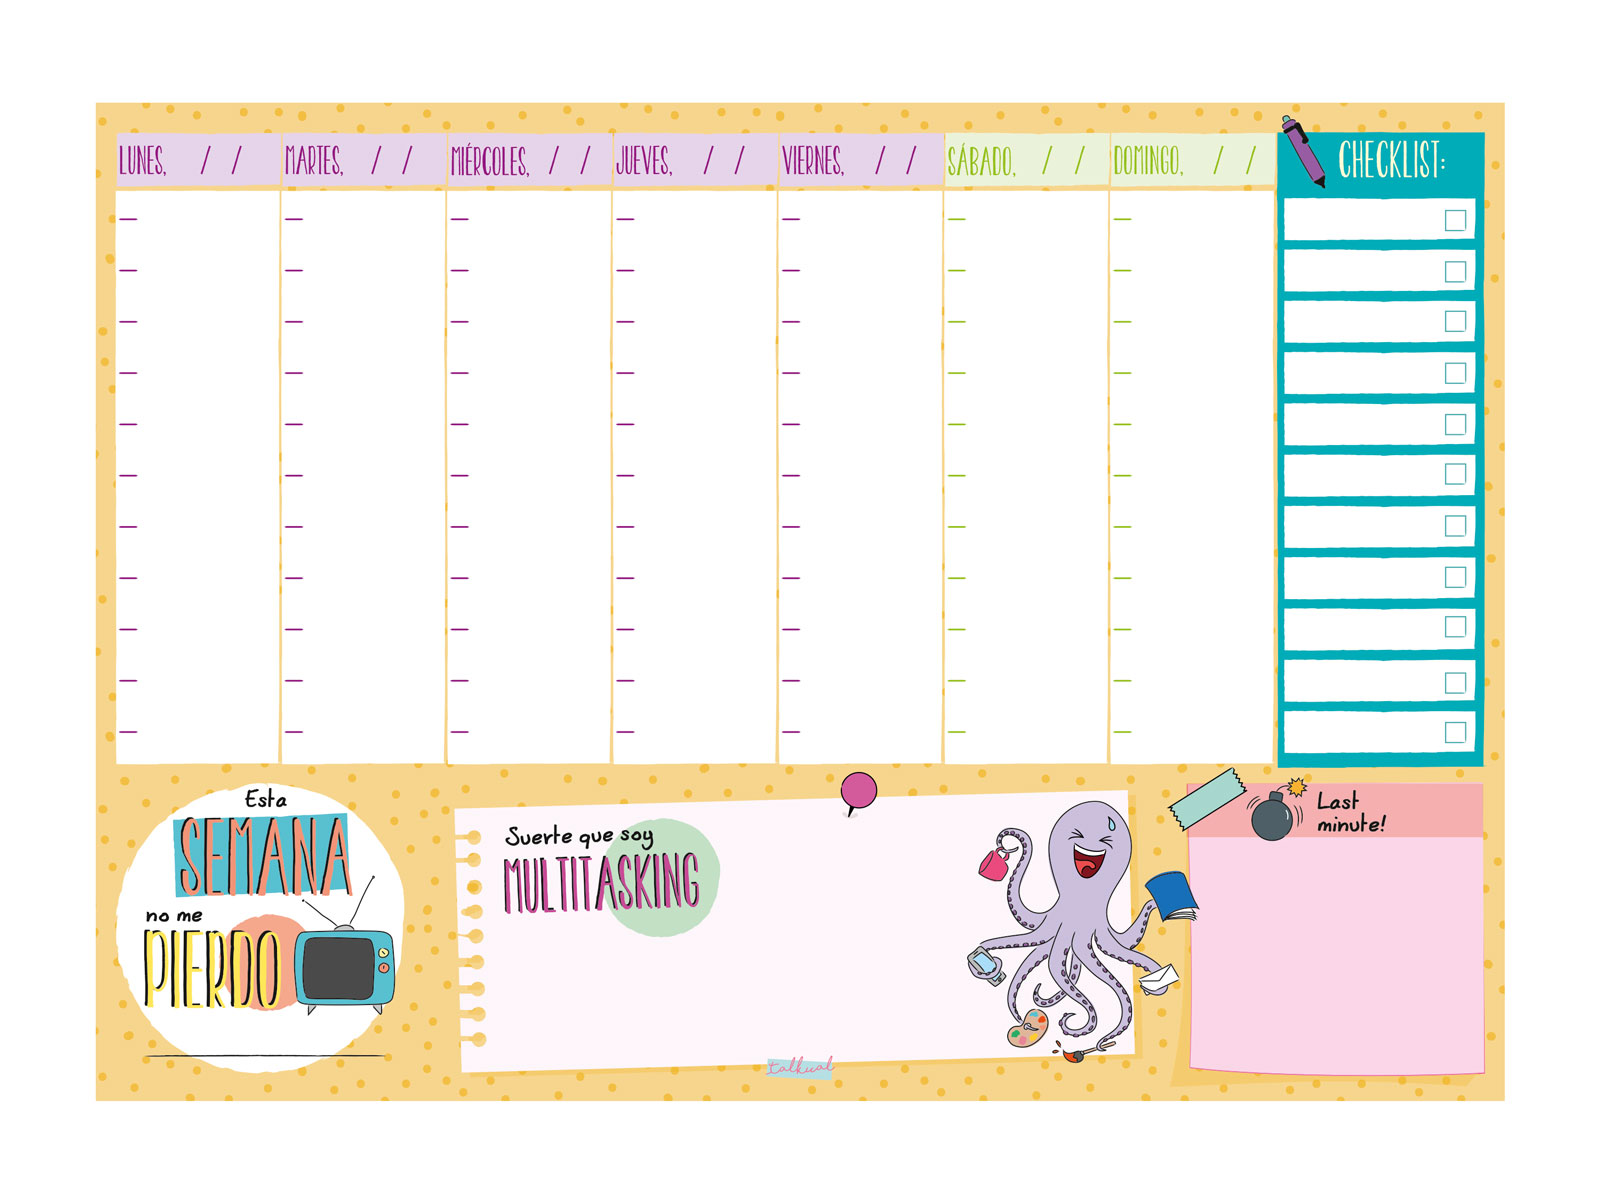 LUNES, / /
MARTES, / /
MIÉRCOLES, / /
JUEVES, / /
VIERNES, / /
SÁBADO, / /
DOMINGO, / /
CHECKLIST:
Esta
SEMANA
no me
PIERDO
Suerte que soy
MULTITASKING
Last
minute!
talkual